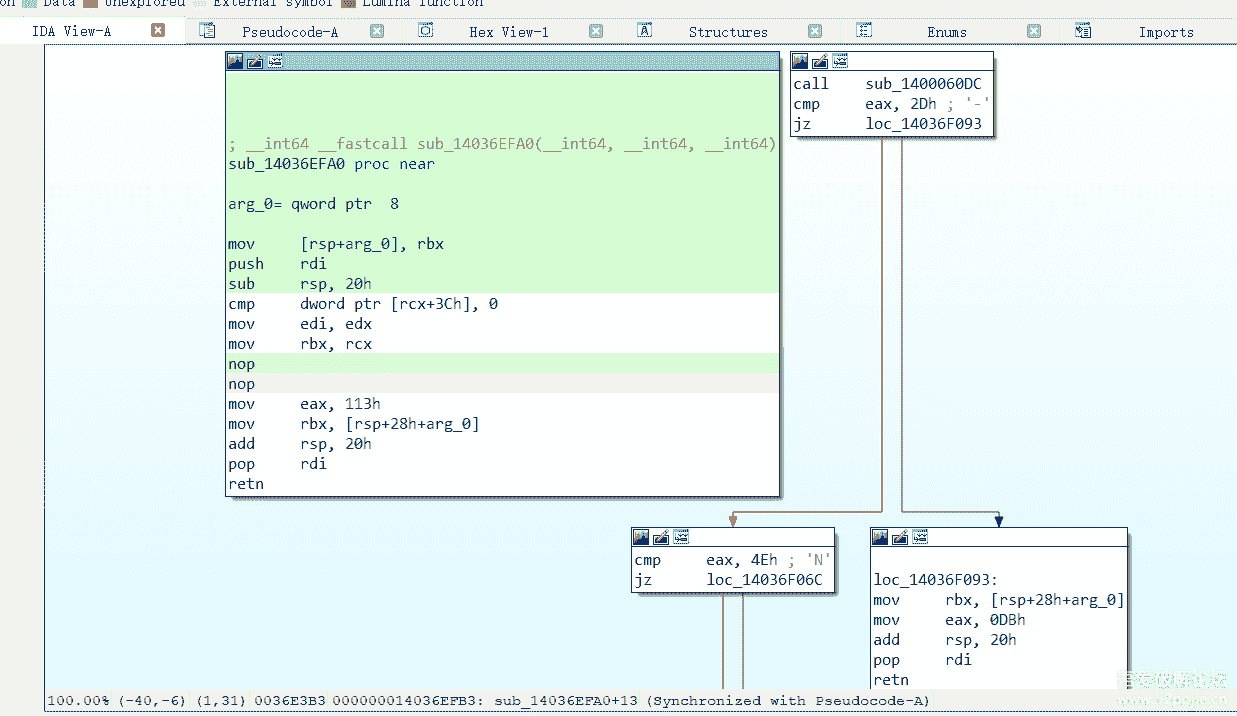 on Data Unexplored External symbol Lumina function
IDA View-A Pseudocode-A Hex View-1 Structures Enums Imports
; __int64 __fastcall sub_14036EFA0(__int64, __int64, __int64)
sub_14036EFA0 proc near
arg_0= qword ptr 8
mov [rsp+arg_0], rbx
push rdi
sub rsp, 20h
cmp dword ptr [rcx+3Ch], 0
mov edi, edx
mov rbx, rcx
nop
nop
mov eax, 113h
mov rbx, [rsp+28h+arg_0]
add rsp, 20h
pop rdi
retn
call sub_1400060DC
cmp eax, 2Dh ; '-'
jz loc_14036F093
cmp eax, 4Eh ; 'N'
jz loc_14036F06C
loc_14036F093:
mov rbx, [rsp+28h+arg_0]
mov eax, 0DBh
add rsp, 20h
pop rdi
retn
100.00% (-40,-6) (1,31) 0036E3B3 000000014036EFB3: sub_14036EFA0+13 (Synchronized with Pseudocode-A)